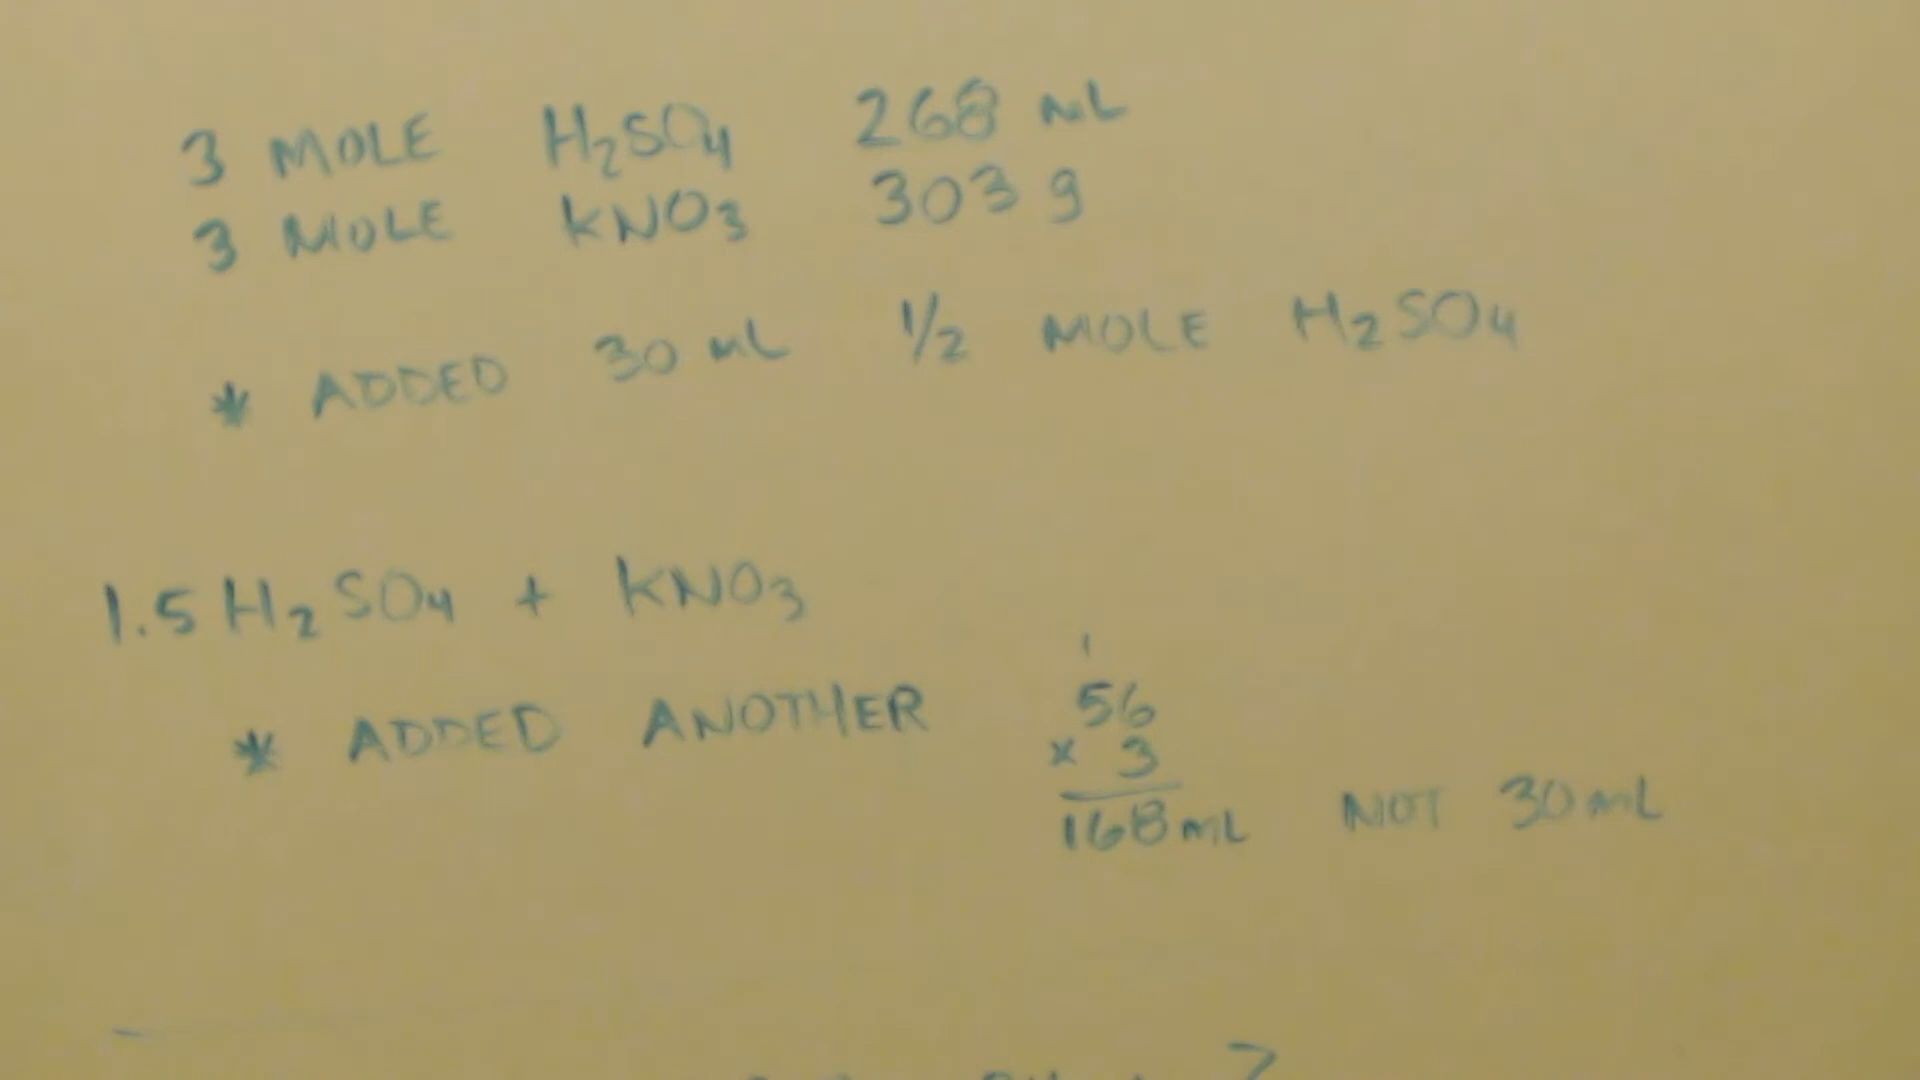 3 MOLE H₂SO₄ 268 mL
3 MOLE KNO₃ 303 g
* ADDED 30 mL 1/2 MOLE H₂SO₄
1.5 H₂SO₄ + KNO₃
* ADDED ANOTHER
1
56
x 3
168 mL NOT 30 mL